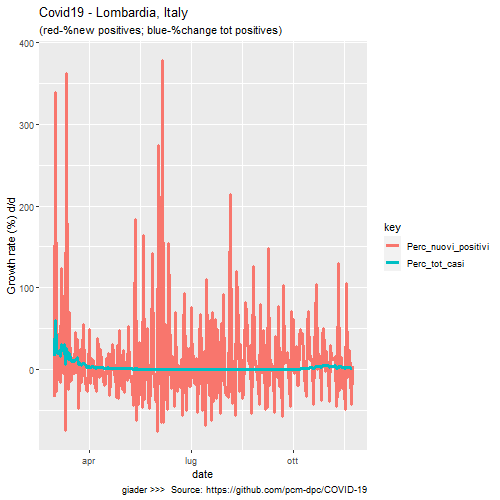 Covid19 - Lombardia, Italy
(red-%new positives; blue-%change tot positives)
400
300
200
100
0
Growth rate (%) d/d
apr
lug
ott
date
key
Perc_nuovi_positivi
Perc_tot_casi
giader >>> Source: https://github.com/pcm-dpc/COVID-19